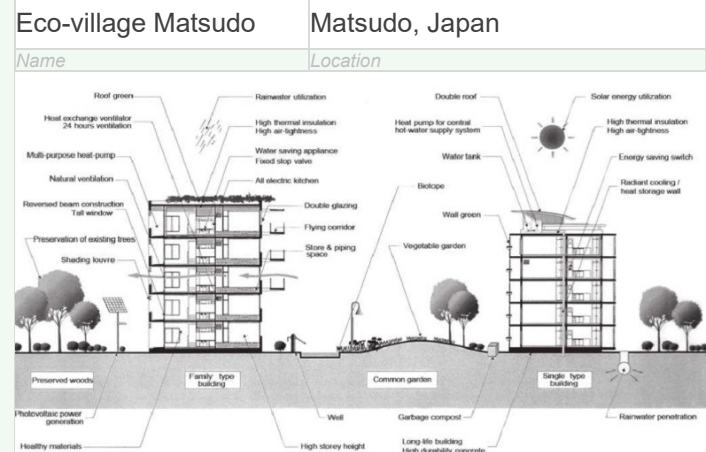 Eco-village Matsudo
Matsudo, Japan
Name
Location
Roof green
Rainwater utilization
Double roof
Solar energy utilization
Heat exchange ventilator
24 hours ventilation
High thermal insulation
High air-tightness
Heat pump for central
hot-water supply system
High thermal insulation
High air-tightness
Multi-purpose heat-pump
Water saving appliance
Fixed stop valve
Water tank
Energy saving switch
Natural ventilation
All electric kitchen
Biotope
Radiant cooling /
heat storage wall
Reversed beam construction
Tall window
Double glazing
Wall green
Flying corridor
Preservation of existing trees
Store & piping
space
Vegetable garden
Shading louvre
Preserved woods
Family type
building
Common garden
Single type
building
Photovoltaic power
generation
Well
Garbage compost
Rainwater penetration
Healthy materials
High storey height
Long-life building
High durability concrete